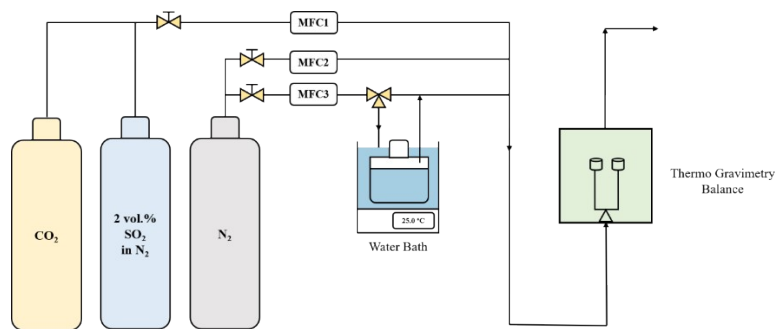 MFC1
MFC2
MFC3
CO₂
2 vol.%
SO₂
in N₂
N₂
25.0 °C
Water Bath
Thermo Gravimetry
Balance